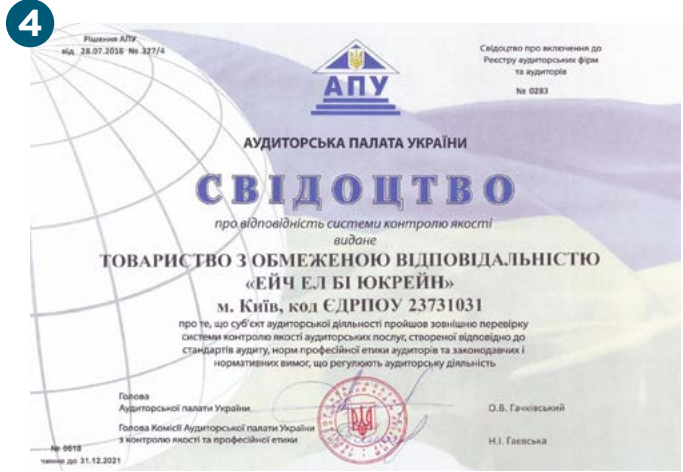 4
Рішення АПУ
від 28.07.2016 № 327/4
Свідоцтво про включення до
Реєстру аудиторських фірм
та аудиторів
№ 0283
АПУ
АУДИТОРСЬКА ПАЛАТА УКРАЇНИ
СВІДОЦТВО
про відповідність системи контролю якості
видане
ТОВАРИСТВО З ОБМЕЖЕНОЮ ВІДПОВІДАЛЬНІСТЮ
«ЕЙЧ ЕЛ БІ ЮКРЕЙН»
м. Київ, код ЄДРПОУ 23731031
про те, що суб'єкт аудиторської діяльності пройшов зовнішню перевірку
системи контролю якості аудиторських послуг, створеної відповідно до
стандартів аудиту, норм професійної етики аудиторів та законодавчих і
нормативних вимог, що регулюють аудиторську діяльність
Голова
Аудиторської палати України
О.В. Гачківський
Голова Комісії Аудиторської палати України
з контролю якості та професійної етики
Н.І. Гаєвська
№ 0618
чинне до 31.12.2021